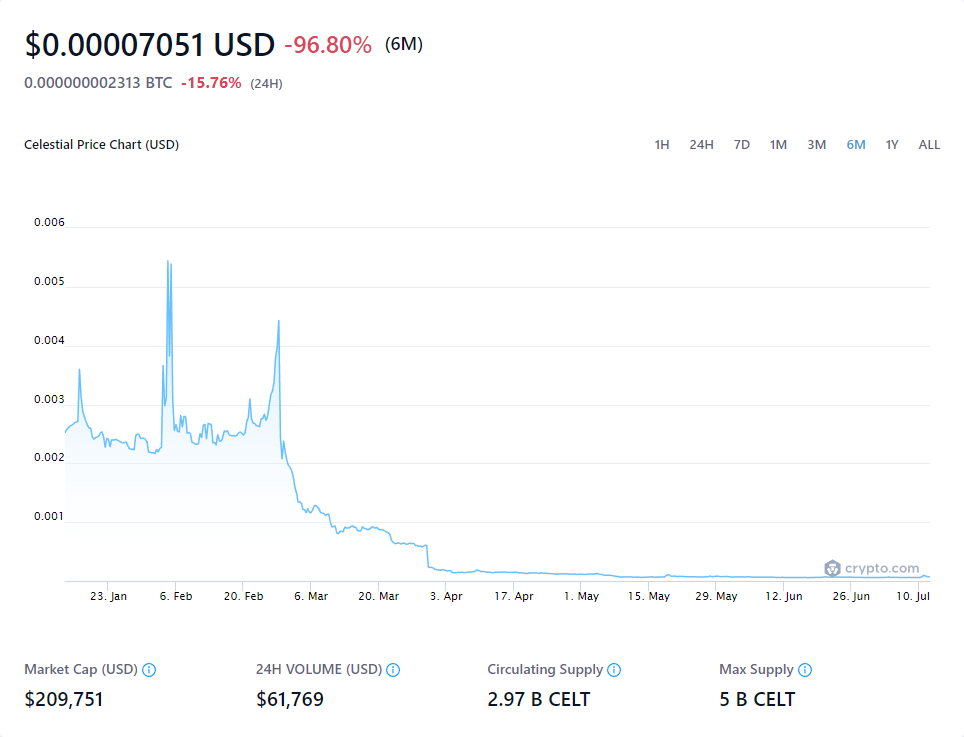 $0.00007051 USD -96.80% (6M)
0.000000002313 BTC -15.76% (24H)
Celestial Price Chart (USD) 1H 24H 7D 1M 3M 6M 1Y ALL
0.006
0.005
0.004
0.003
0.002
0.001
crypto.com
23. Jan 6. Feb 20. Feb 6. Mar 20. Mar 3. Apr 17. Apr 1. May 15. May 29. May 12. Jun 26. Jun 10. Jul
Market Cap (USD) 24H VOLUME (USD) Circulating Supply Max Supply
$209,751 $61,769 2.97 B CELT 5 B CELT